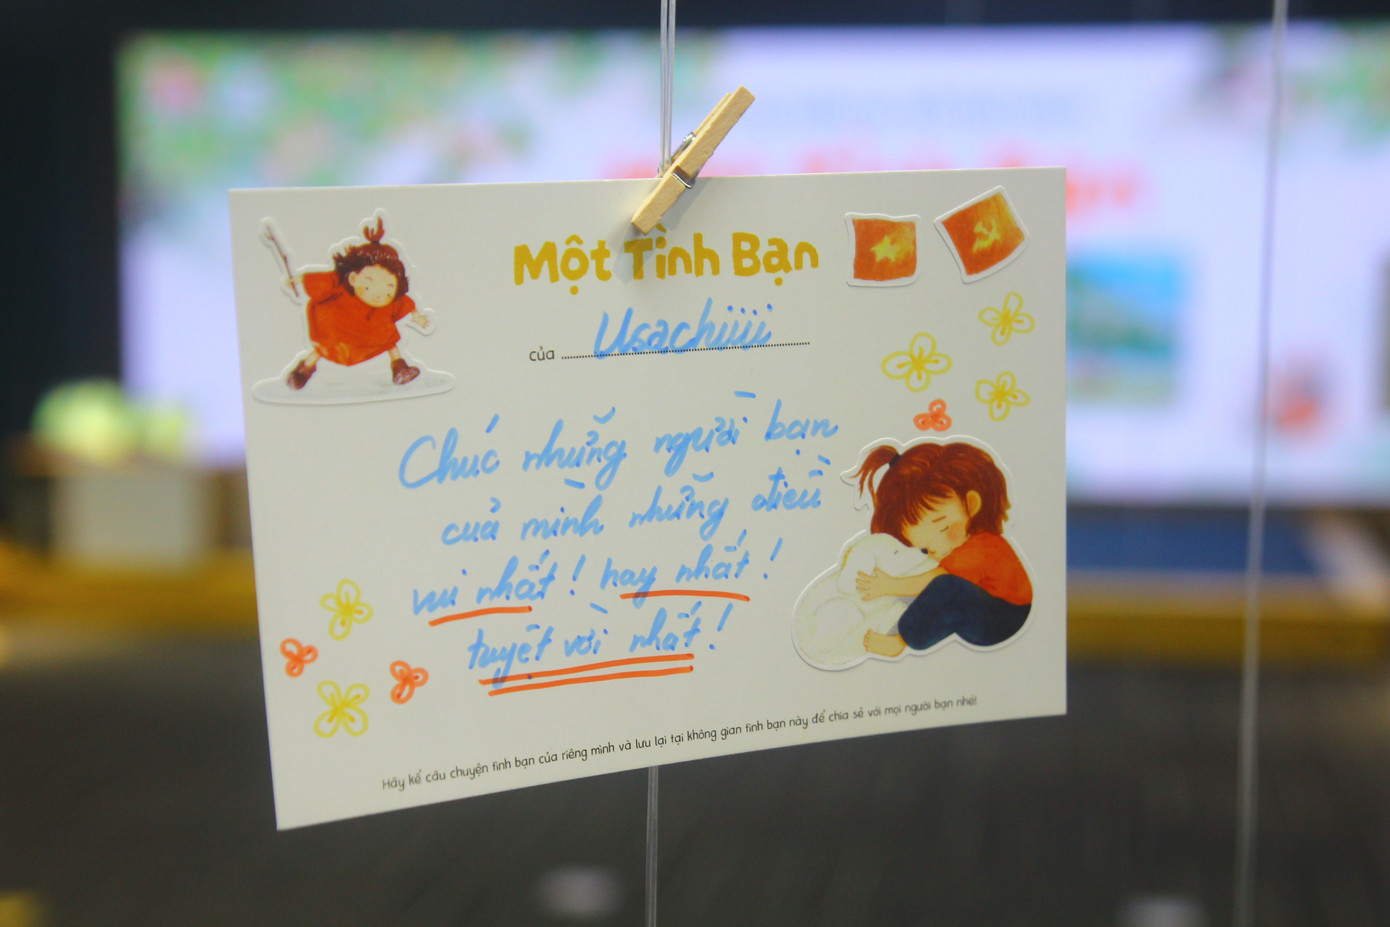 Một Tình Bạn
của Usachiiii
Chúc những người bạn
của mình những điều
vui nhất! hay nhất!
tuyệt vời nhất!
Hãy kể câu chuyện tình bạn của riêng mình và lưu lại tại không gian tình bạn này để chia sẻ với mọi người bạn nhé!